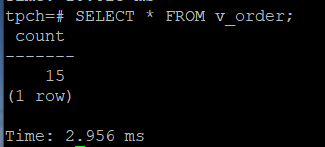 tpch=# SELECT * FROM v_order;
 count
-------
    15
(1 row)

Time: 2.956 ms